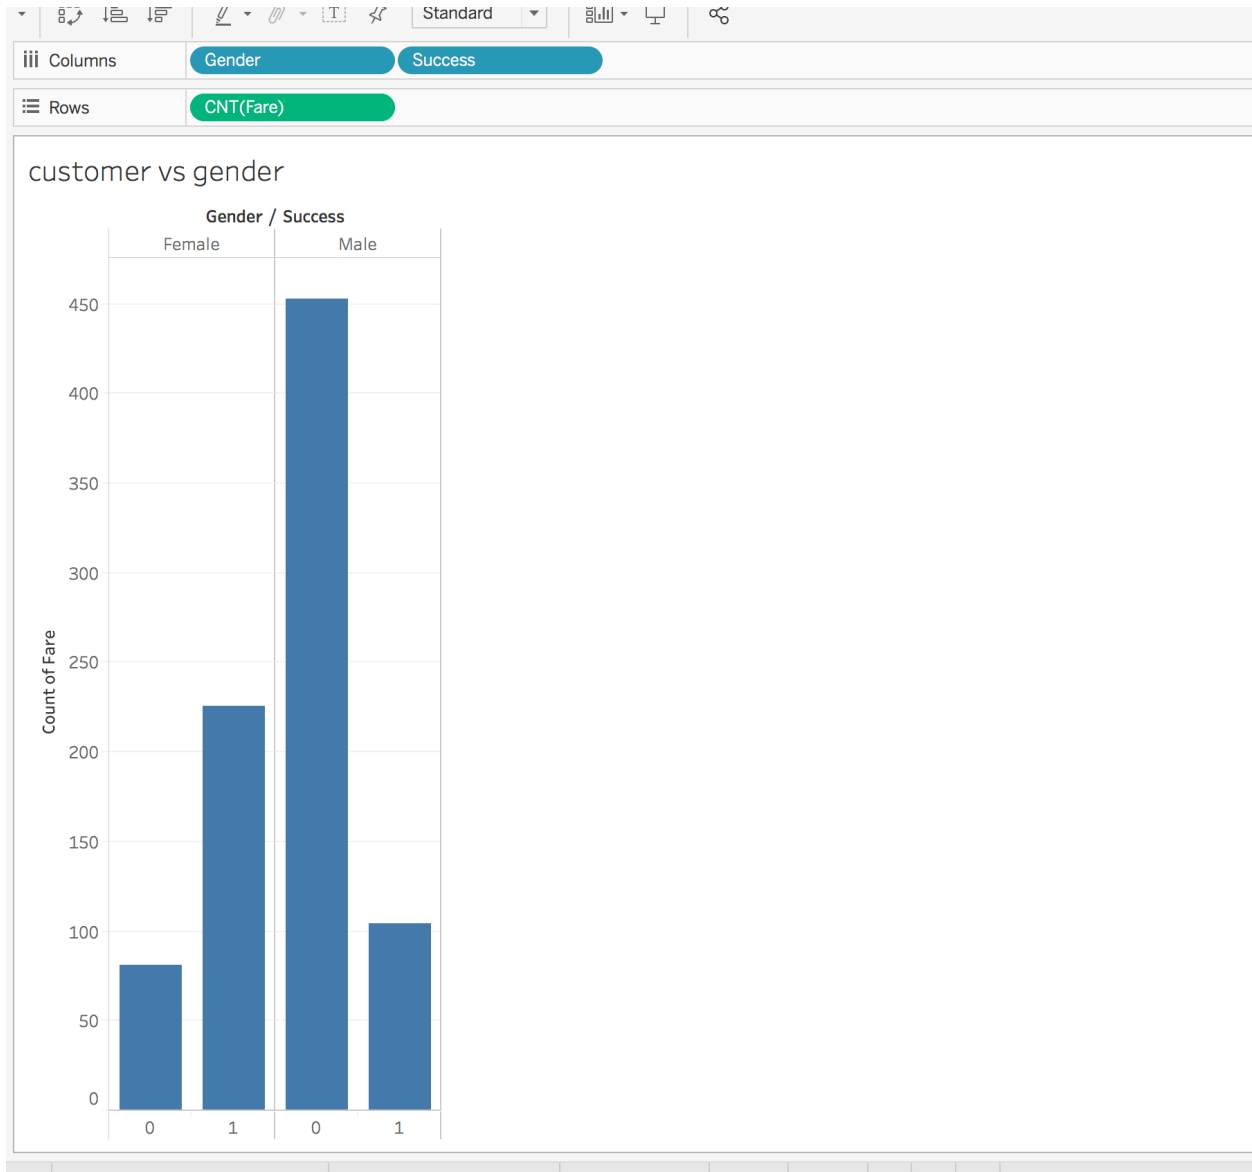 T Standard
Columns Gender Success
Rows CNT(Fare)
customer vs gender
Gender / Success
Female Male
450
400
350
300
250
200
150
100
50
0
Count of Fare
0 1 0 1